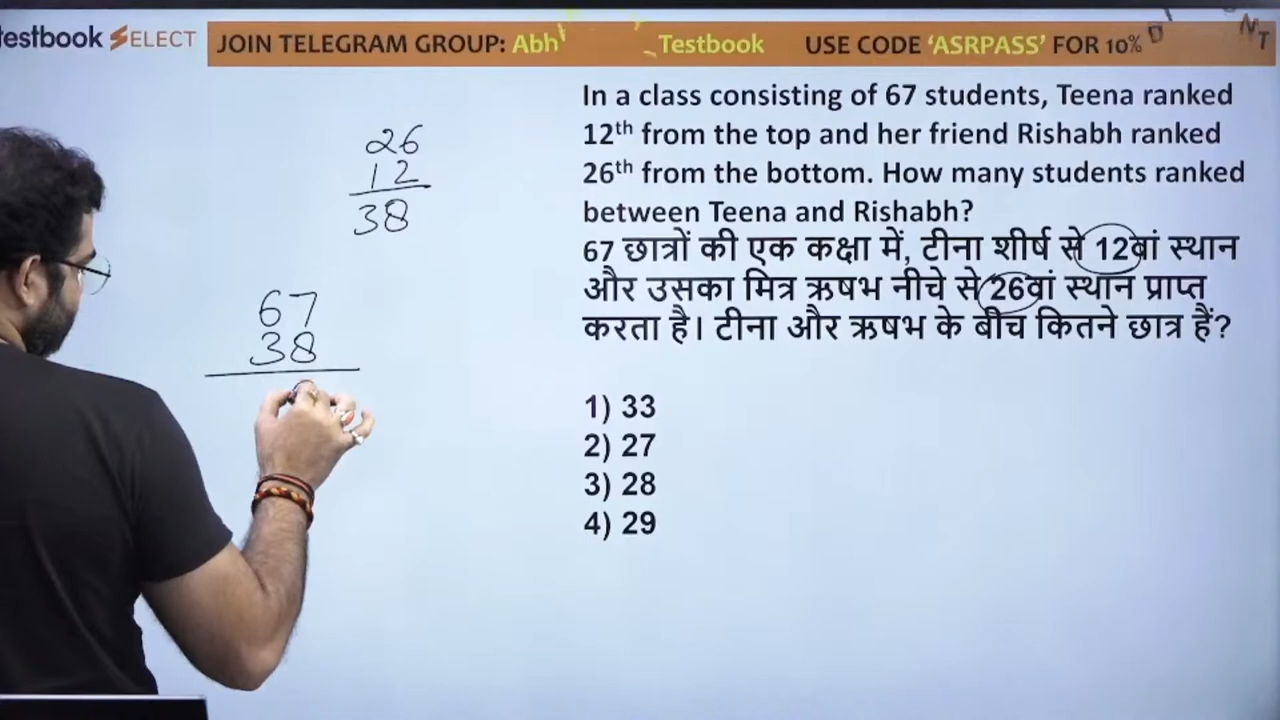 testbook SELECT
JOIN TELEGRAM GROUP: Abh Testbook USE CODE 'ASRPASS' FOR 10%
D
NT
In a class consisting of 67 students, Teena ranked
12th from the top and her friend Rishabh ranked
26th from the bottom. How many students ranked
between Teena and Rishabh?
67 छात्रों की एक कक्षा में, टीना शीर्ष से 12वां स्थान
और उसका मित्र ऋषभ नीचे से 26वां स्थान प्राप्त
करता है। टीना और ऋषभ के बीच कितने छात्र हैं?
1) 33
2) 27
3) 28
4) 29
26
12
38
67
38